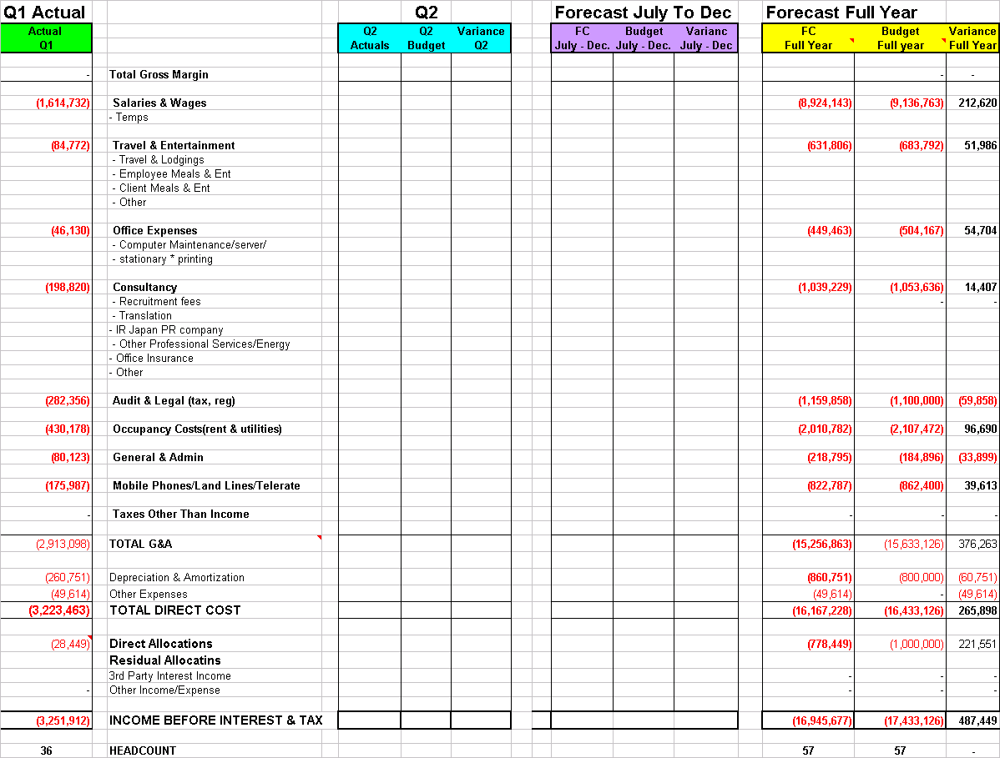 Q1 Actual Q2 Forecast July To Dec Forecast Full Year
Actual Q2 Q2 Variance FC Budget Varianc FC Budget Variance
Q1 Actuals Budget Q2 July - Dec. July - Dec. July - Dec Full Year Full year Full Year
- Total Gross Margin - -
(1,614,732) Salaries & Wages (8,924,143) (9,136,763) 212,620
- Temps
(84,772) Travel & Entertainment (631,806) (683,792) 51,986
- Travel & Lodgings
- Employee Meals & Ent
- Client Meals & Ent
- Other
(46,130) Office Expenses (449,463) (504,167) 54,704
- Computer Maintenance/server/
- stationary * printing
(198,820) Consultancy (1,039,229) (1,053,636) 14,407
- Recruitment fees - -
- Translation
- IR Japan PR company
- Other Professional Services/Energy
- Office Insurance
- Other
(282,356) Audit & Legal (tax, reg) (1,159,858) (1,100,000) (59,858)
(430,178) Occupancy Costs(rent & utilities) (2,010,782) (2,107,472) 96,690
(80,123) General & Admin (218,795) (184,896) (33,899)
(175,987) Mobile Phones/Land Lines/Telerate (822,787) (862,400) 39,613
- Taxes Other Than Income - - -
(2,913,098) TOTAL G&A (15,256,863) (15,633,126) 376,263
(260,751) Depreciation & Amortization (860,751) (800,000) (60,751)
(49,614) Other Expenses (49,614) - (49,614)
(3,223,463) TOTAL DIRECT COST (16,167,228) (16,433,126) 265,898
(28,449) Direct Allocations (778,449) (1,000,000) 221,551
Residual Allocatins
3rd Party Interest Income - - -
- Other Income/Expense - - -
(3,251,912) INCOME BEFORE INTEREST & TAX (16,945,677) (17,433,126) 487,449
36 HEADCOUNT 57 57 -